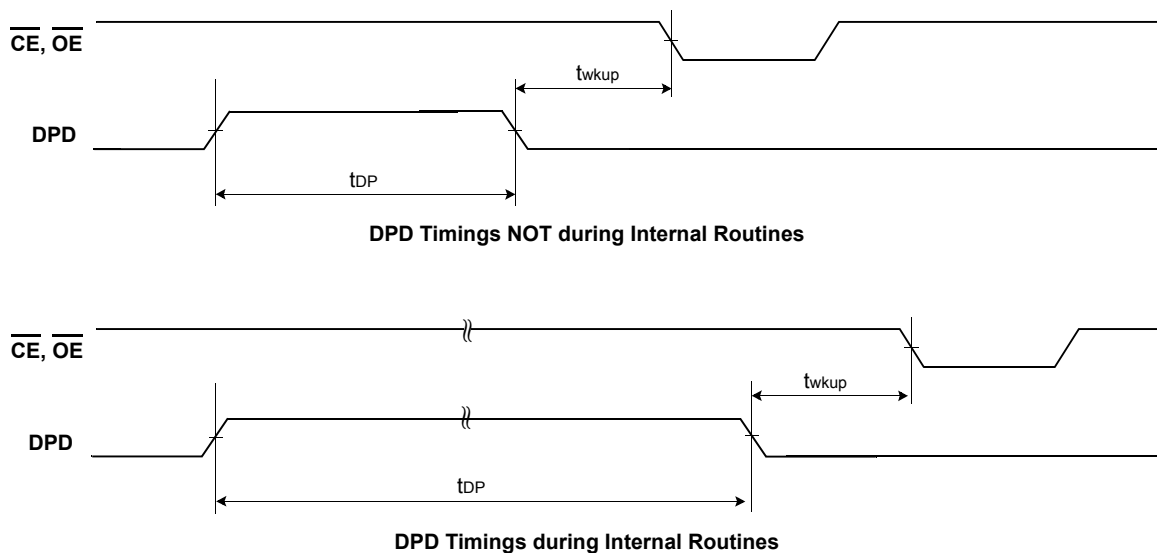 CE, OE
twkup
DPD
tDP
DPD Timings NOT during Internal Routines
CE, OE
twkup
DPD
tDP
DPD Timings during Internal Routines